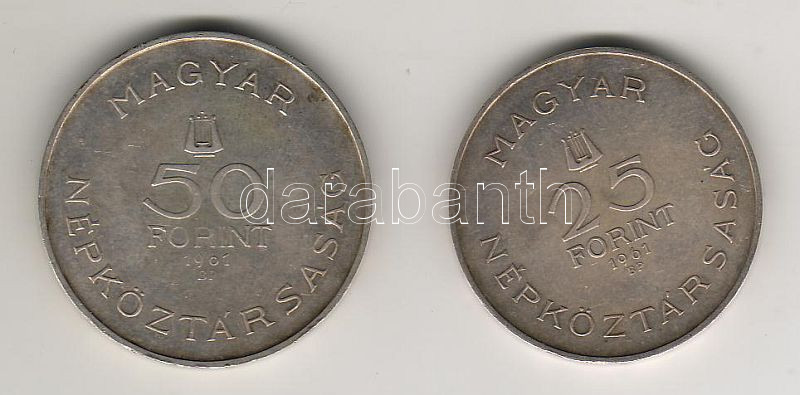 MAGYAR
50
FORINT
1961
BP
NÉPKÖZTÁRSASÁG
MAGYAR
25
FORINT
1961
BP
NÉPKÖZTÁRSASÁG
darabanth